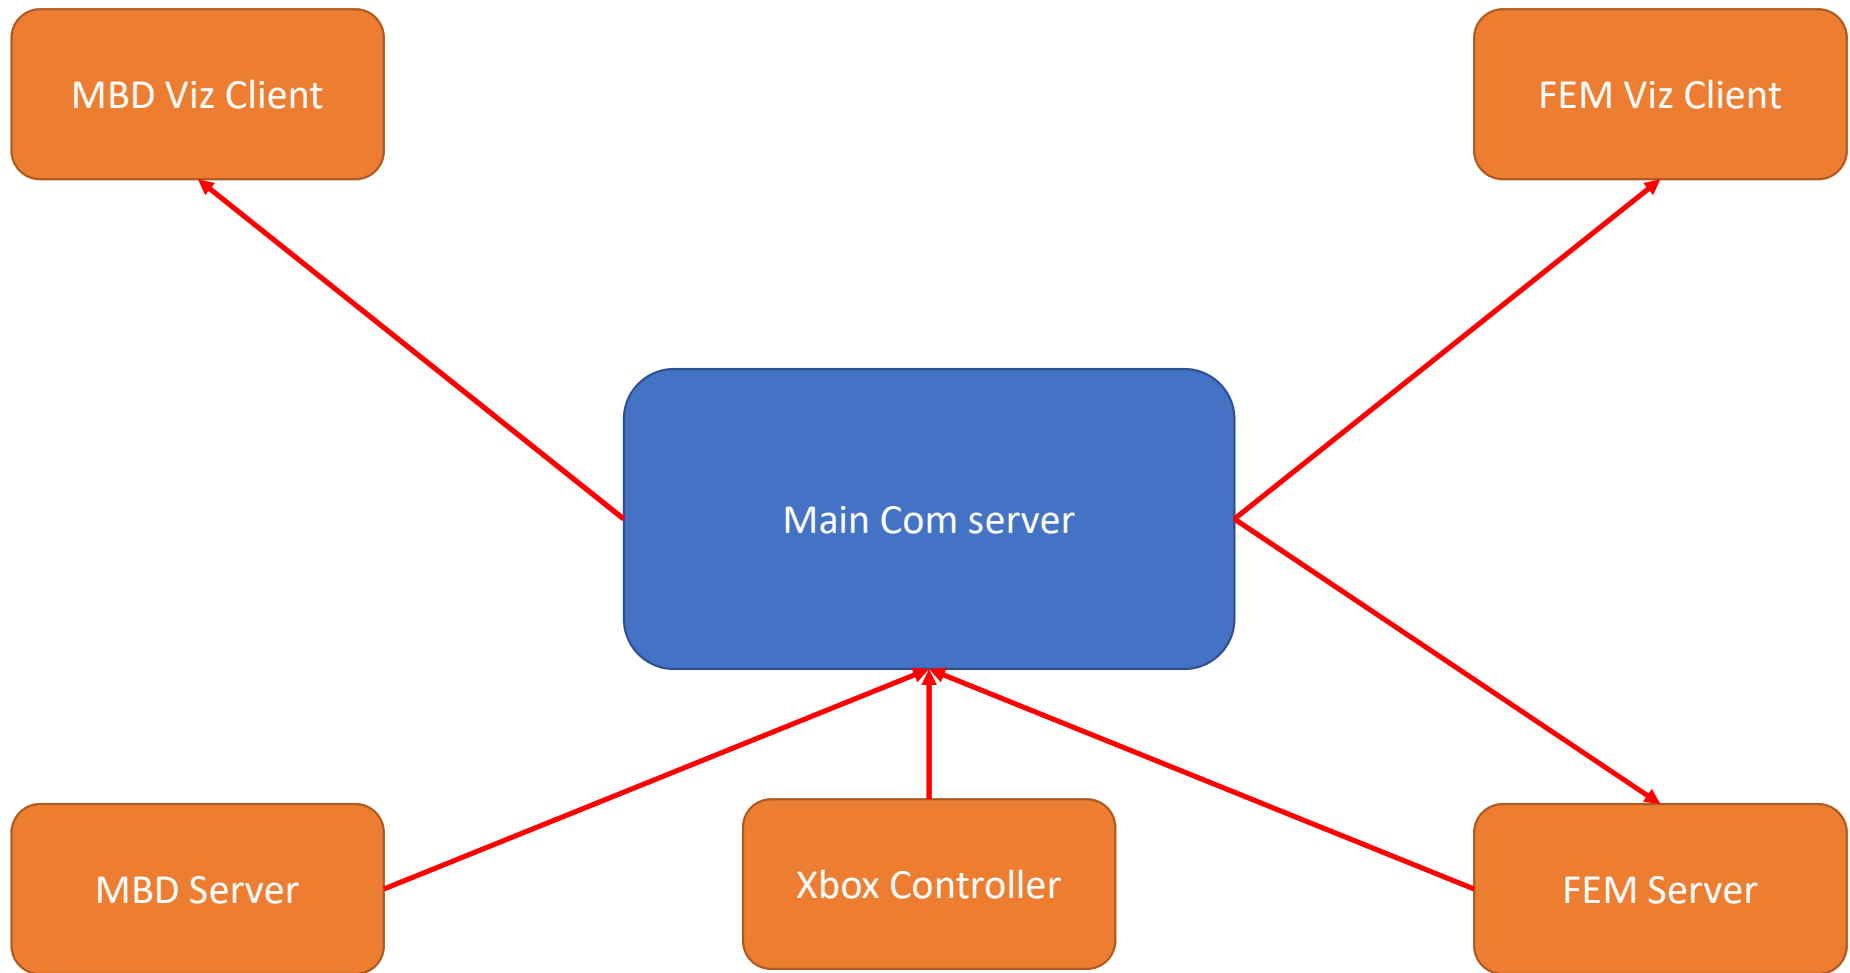 MBD Viz Client
FEM Viz Client
Main Com server
MBD Server
Xbox Controller
FEM Server